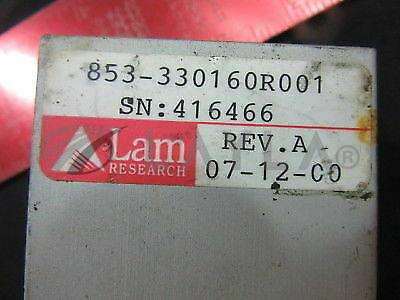 853-330160R001
SN:416466
Lam
RESEARCH
REV.A
07-12-00